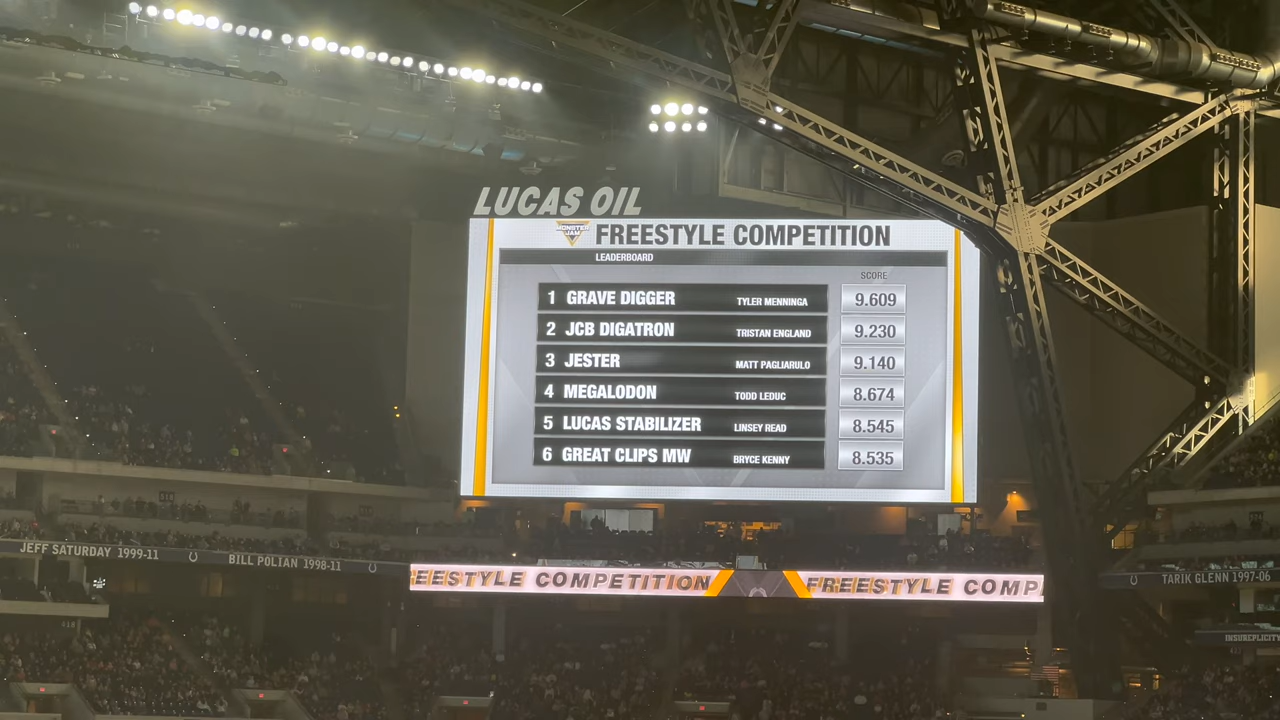 LUCAS OIL
MONSTER JAM
FREESTYLE COMPETITION
LEADERBOARD
SCORE
1 GRAVE DIGGER TYLER MENNINGA 9.609
2 JCB DIGATRON TRISTAN ENGLAND 9.230
3 JESTER MATT PAGLIARULO 9.140
4 MEGALODON TODD LEDUC 8.674
5 LUCAS STABILIZER LINSEY READ 8.545
6 GREAT CLIPS MW BRYCE KENNY 8.535
JEFF SATURDAY 1999-11 BILL POLIAN 1998-11
EESTYLE COMPETITION FREESTYLE COMP
TARIK GLENN 1997-06